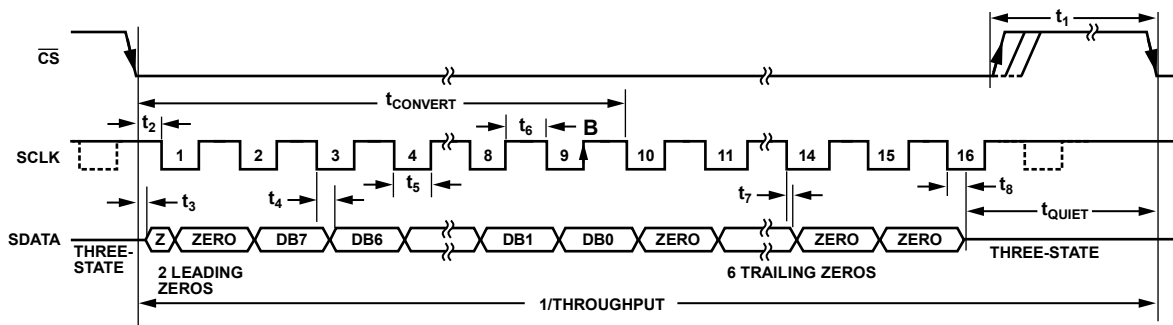 t1
CS
tCONVERT
t2
t6
B
SCLK
1
2
3
4
8
9
10
11
14
15
16
t3
t4
t5
t7
t8
tQUIET
SDATA
Z
ZERO
DB7
DB6
DB1
DB0
ZERO
ZERO
ZERO
THREE-
STATE
2 LEADING
ZEROS
6 TRAILING ZEROS
THREE-STATE
1/THROUGHPUT